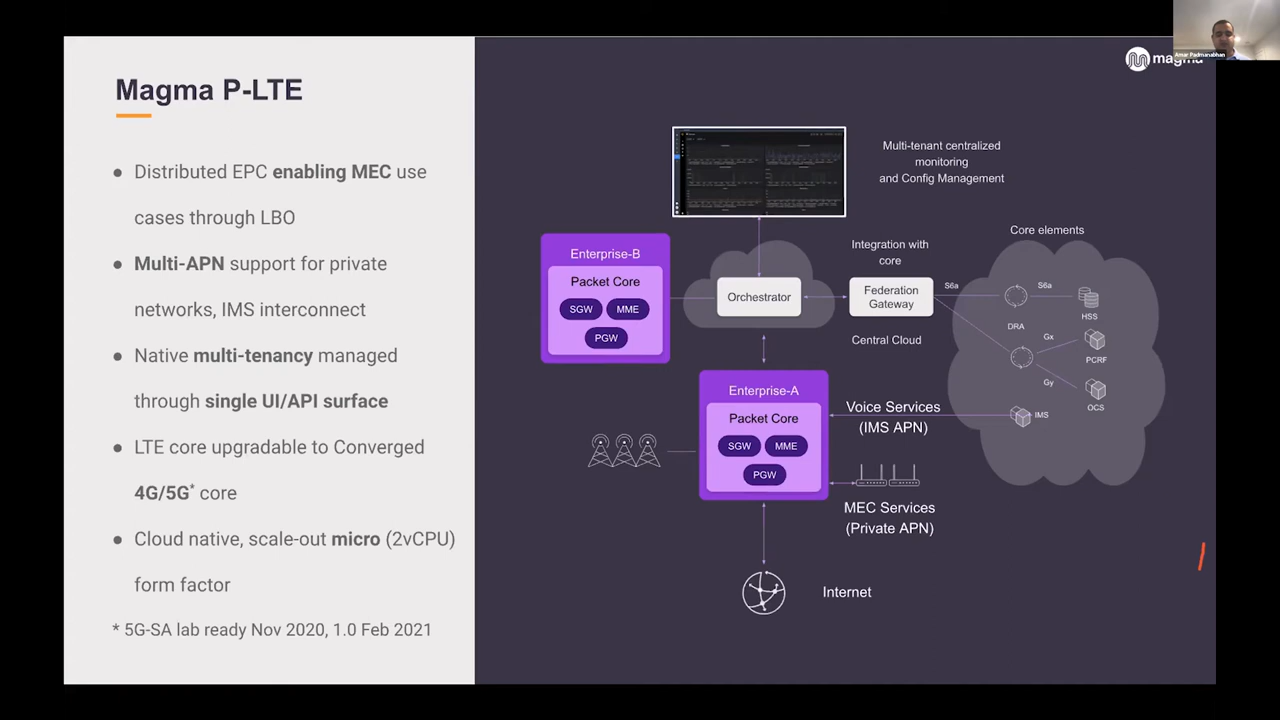 Magma P-LTE
● Distributed EPC enabling MEC use
cases through LBO
● Multi-APN support for private
networks, IMS interconnect
● Native multi-tenancy managed
through single UI/API surface
● LTE core upgradable to Converged
4G/5G* core
● Cloud native, scale-out micro (2vCPU)
form factor
* 5G-SA lab ready Nov 2020, 1.0 Feb 2021
Amar Padmanabhan
magma
Multi-tenant centralized
monitoring
and Config Management
Enterprise-B
Packet Core
SGW
MME
PGW
Orchestrator
Integration with
core
Federation
Gateway
Central Cloud
Core elements
S6a
S6a
DRA
HSS
Gx
PCRF
Gy
OCS
IMS
Enterprise-A
Packet Core
SGW
MME
PGW
Voice Services
(IMS APN)
MEC Services
(Private APN)
Internet